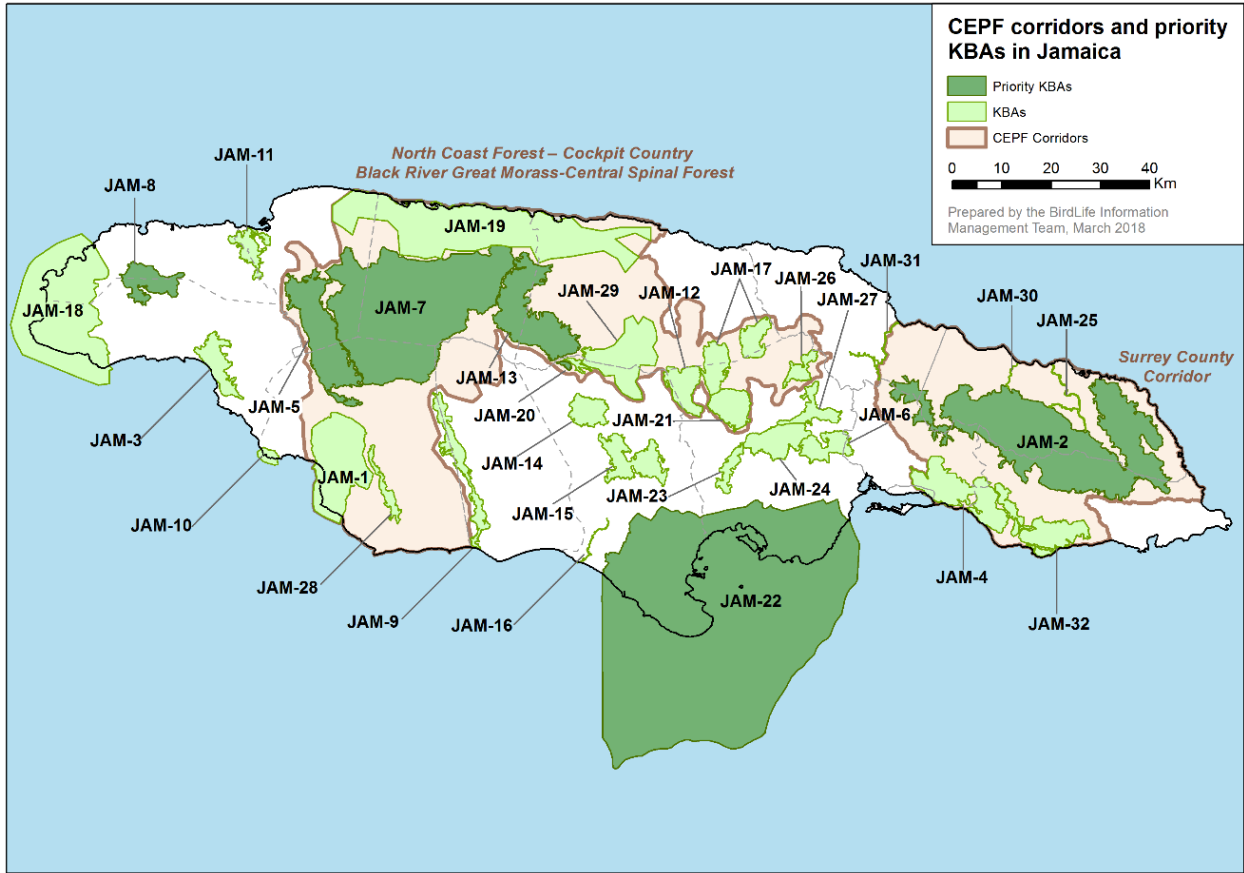 CEPF corridors and priority
KBAs in Jamaica
Priority KBAs
KBAs
CEPF Corridors
0 10 20 30 40
Km
Prepared by the BirdLife Information
Management Team, March 2018
North Coast Forest – Cockpit Country
Black River Great Morass-Central Spinal Forest
Surrey County
Corridor
JAM-11
JAM-8
JAM-19
JAM-31
JAM-17
JAM-26
JAM-30
JAM-27
JAM-25
JAM-29
JAM-12
JAM-18
JAM-7
JAM-13
JAM-5
JAM-20
JAM-21
JAM-6
JAM-3
JAM-2
JAM-14
JAM-1
JAM-23
JAM-24
JAM-15
JAM-10
JAM-4
JAM-28
JAM-22
JAM-9
JAM-16
JAM-32